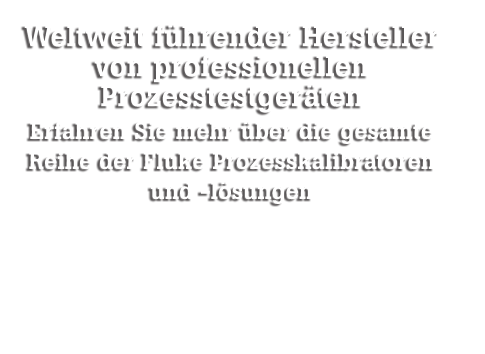 Weltweit führender Hersteller
von professionellen
Prozesstestgeräten
Erfahren Sie mehr über die gesamte
Reihe der Fluke Prozesskalibratoren
und -lösungen